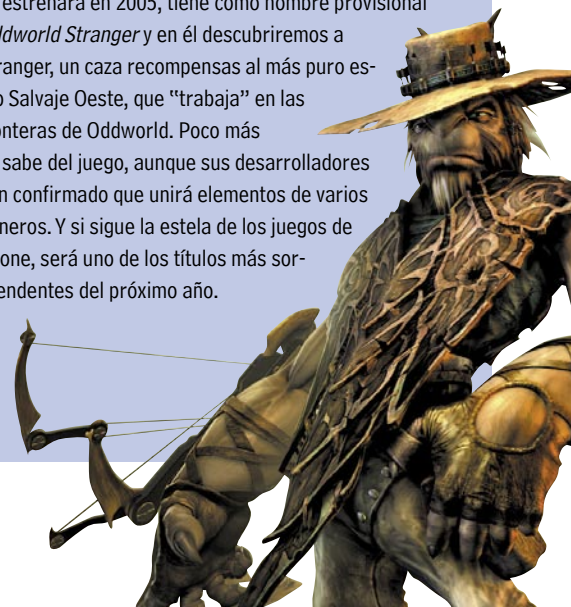 estrenará en 2005, tiene como nombre provisional
ddworld Stranger y en él descubriremos a
ranger, un caza recompensas al más puro es-
o Salvaje Oeste, que “trabaja” en las
onteras de Oddworld. Poco más
sabe del juego, aunque sus desarrolladores
n confirmado que unirá elementos de varios
neros. Y si sigue la estela de los juegos de
one, será uno de los títulos más sor-
endentes del próximo año.